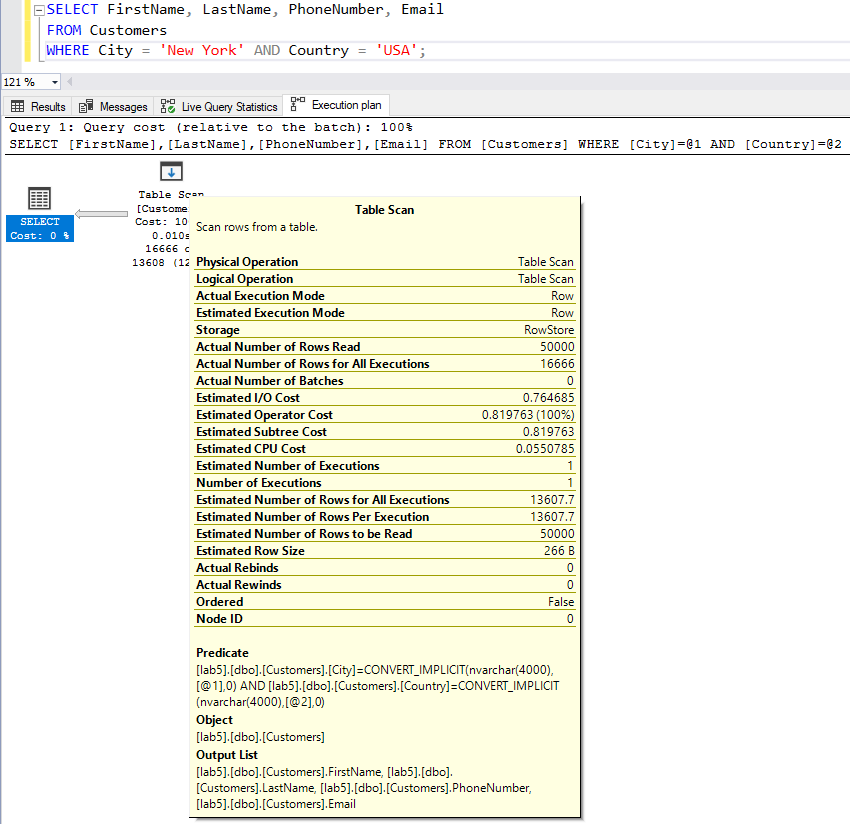 SELECT FirstName, LastName, PhoneNumber, Email
FROM Customers
WHERE City = 'New York' AND Country = 'USA';
121 %
Results Messages Live Query Statistics Execution plan
Query 1: Query cost (relative to the batch): 100%
SELECT [FirstName],[LastName],[PhoneNumber],[Email] FROM [Customers] WHERE [City]=@1 AND [Country]=@2
SELECT
Cost: 0 %
Table Scan
[Custome
Cost: 10
0.010s
16666 o
13608 (12
Table Scan
Scan rows from a table.
Physical Operation Table Scan
Logical Operation Table Scan
Actual Execution Mode Row
Estimated Execution Mode Row
Storage RowStore
Actual Number of Rows Read 50000
Actual Number of Rows for All Executions 16666
Actual Number of Batches 0
Estimated I/O Cost 0.764685
Estimated Operator Cost 0.819763 (100%)
Estimated Subtree Cost 0.819763
Estimated CPU Cost 0.0550785
Estimated Number of Executions 1
Number of Executions 1
Estimated Number of Rows for All Executions 13607.7
Estimated Number of Rows Per Execution 13607.7
Estimated Number of Rows to be Read 50000
Estimated Row Size 266 B
Actual Rebinds 0
Actual Rewinds 0
Ordered False
Node ID 0
Predicate
[lab5].[dbo].[Customers].[City]=CONVERT_IMPLICIT(nvarchar(4000),
[@1],0) AND [lab5].[dbo].[Customers].[Country]=CONVERT_IMPLICIT
(nvarchar(4000),[@2],0)
Object
[lab5].[dbo].[Customers]
Output List
[lab5].[dbo].[Customers].FirstName, [lab5].[dbo].
[Customers].LastName, [lab5].[dbo].[Customers].PhoneNumber,
[lab5].[dbo].[Customers].Email